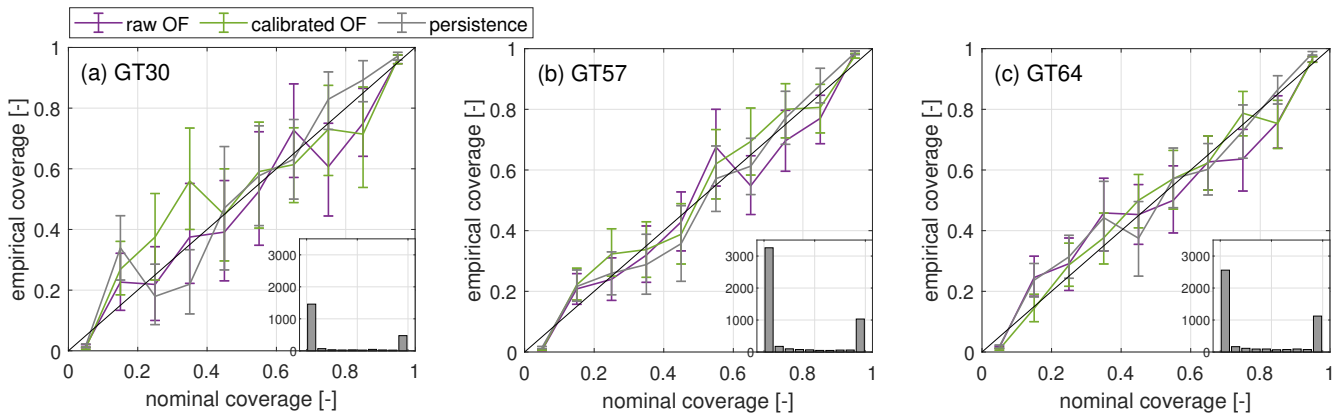 raw OF calibrated OF persistence
(a) GT30
1
0.8
0.6
0.4
0.2
0
empirical coverage [-]
3000
2000
1000
0
0 0.2 0.4 0.6 0.8 1
nominal coverage [-]
(b) GT57
1
0.8
0.6
0.4
0.2
0
empirical coverage [-]
3000
2000
1000
0
0 0.2 0.4 0.6 0.8 1
nominal coverage [-]
(c) GT64
1
0.8
0.6
0.4
0.2
0
empirical coverage [-]
3000
2000
1000
0
0 0.2 0.4 0.6 0.8 1
nominal coverage [-]